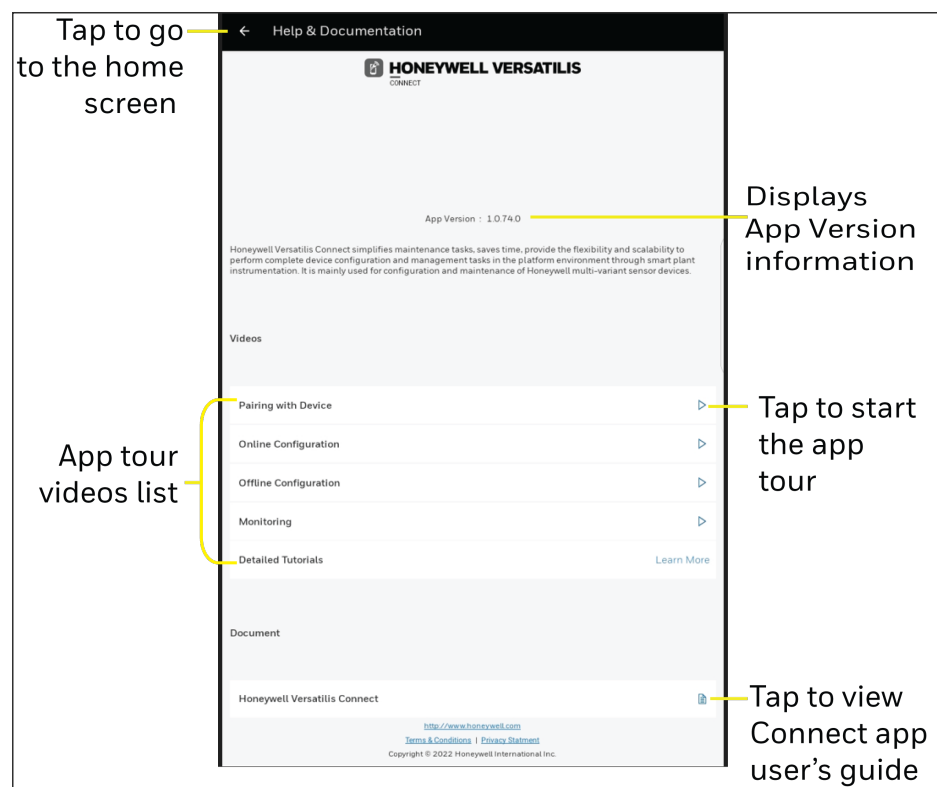 Tap to go
to the home
screen
Help & Documentation
HONEYWELL VERSATILIS
CONNECT
App Version : 1.0.74.0
Displays
App Version
information
Honeywell Versatilis Connect simplifies maintenance tasks, saves time, provide the flexibility and scalability to
perform complete device configuration and management tasks in the platform environment through smart plant
instrumentation. It is mainly used for configuration and maintenance of Honeywell multi-variant sensor devices.
Videos
App tour
videos list
Pairing with Device
Online Configuration
Offline Configuration
Monitoring
Detailed Tutorials Learn More
Tap to start
the app
tour
Document
Honeywell Versatilis Connect
Tap to view
Connect app
user's guide
http://www.honeywell.com
Terms & Conditions | Privacy Statment
Copyright © 2022 Honeywell International Inc.